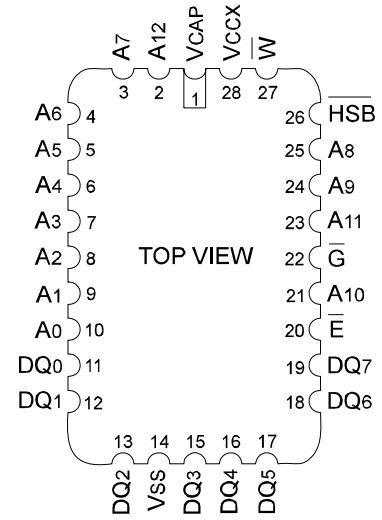 A7 A12 VCAP VCCX W̅
3 2 1 28 27
A6 4 26 H̅S̅B̅
A5 5 25 A8
A4 6 24 A9
A3 7 23 A11
A2 8 TOP VIEW 22 G̅
A1 9 21 A10
A0 10 20 E̅
DQ0 11 19 DQ7
DQ1 12 18 DQ6
13 14 15 16 17
DQ2 VSS DQ3 DQ4 DQ5